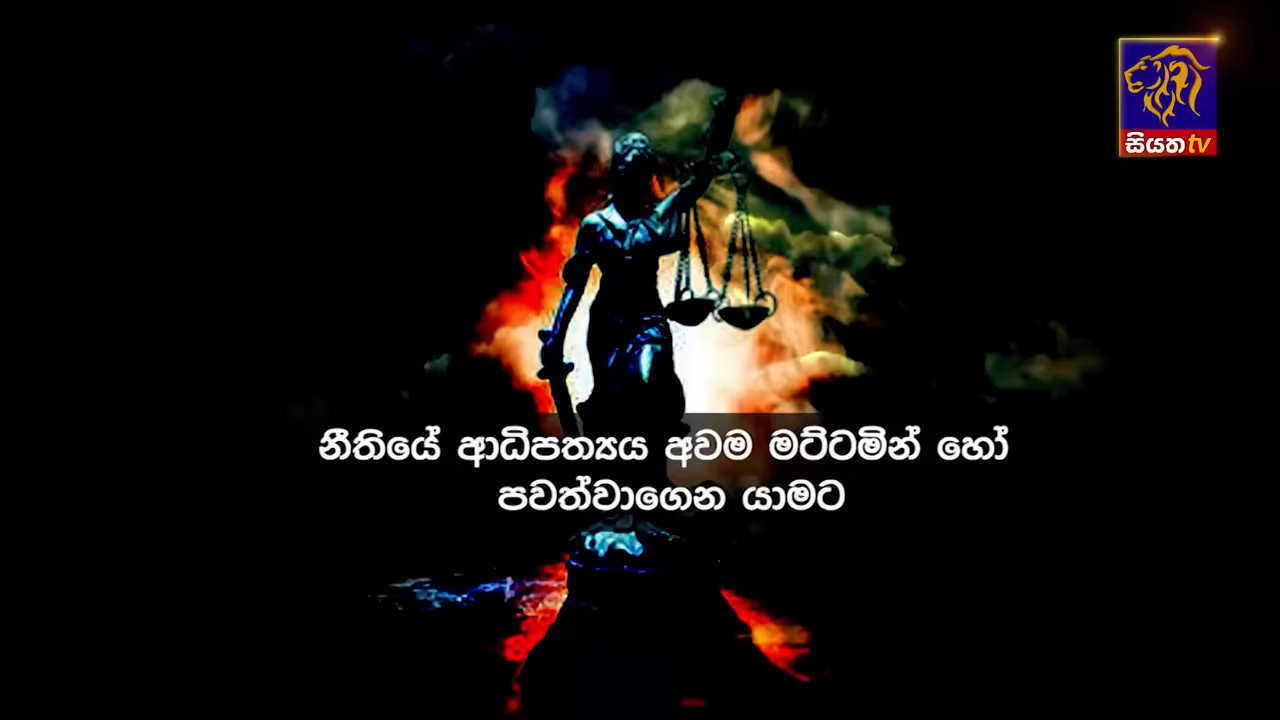 සියත tv
නීතියේ ආධිපත්‍යය අවම මට්ටමින් හෝ
පවත්වාගෙන යාමට